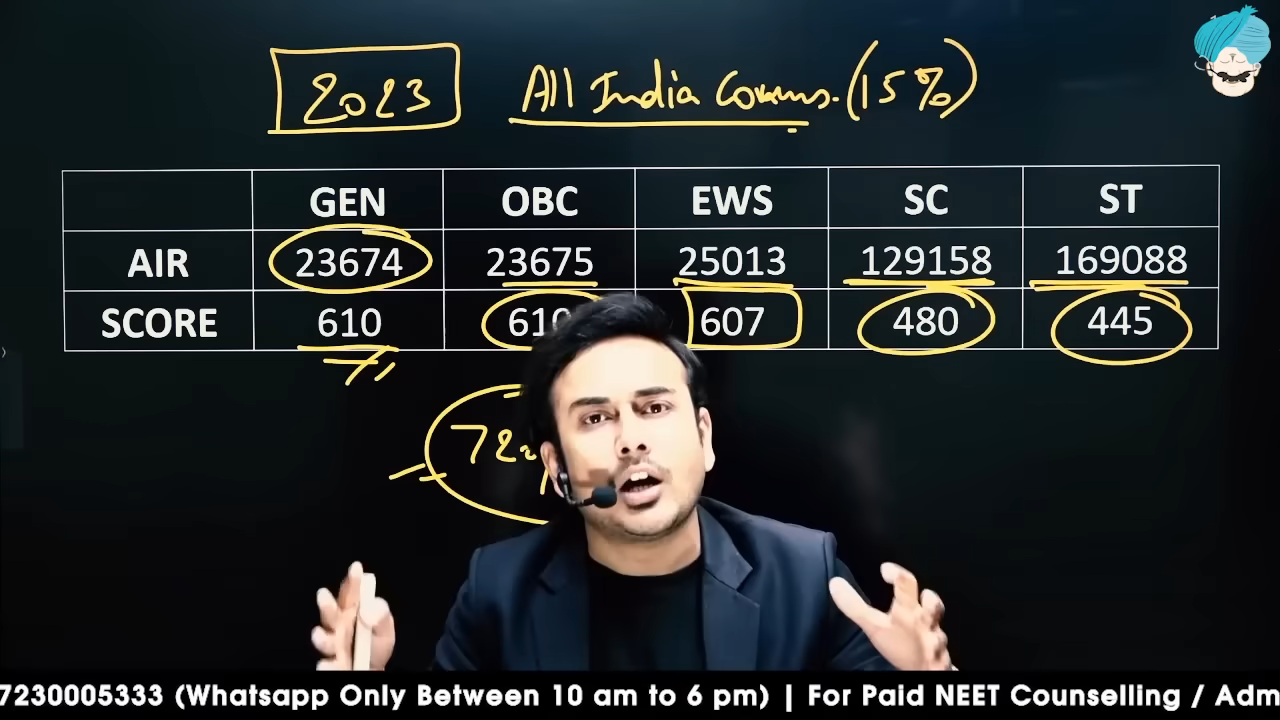 2023 All India Couns. (15%)
GEN OBC EWS SC ST
AIR 23674 23675 25013 129158 169088
SCORE 610 610 607 480 445
7230005333 (Whatsapp Only Between 10 am to 6 pm) | For Paid NEET Counselling / Adm